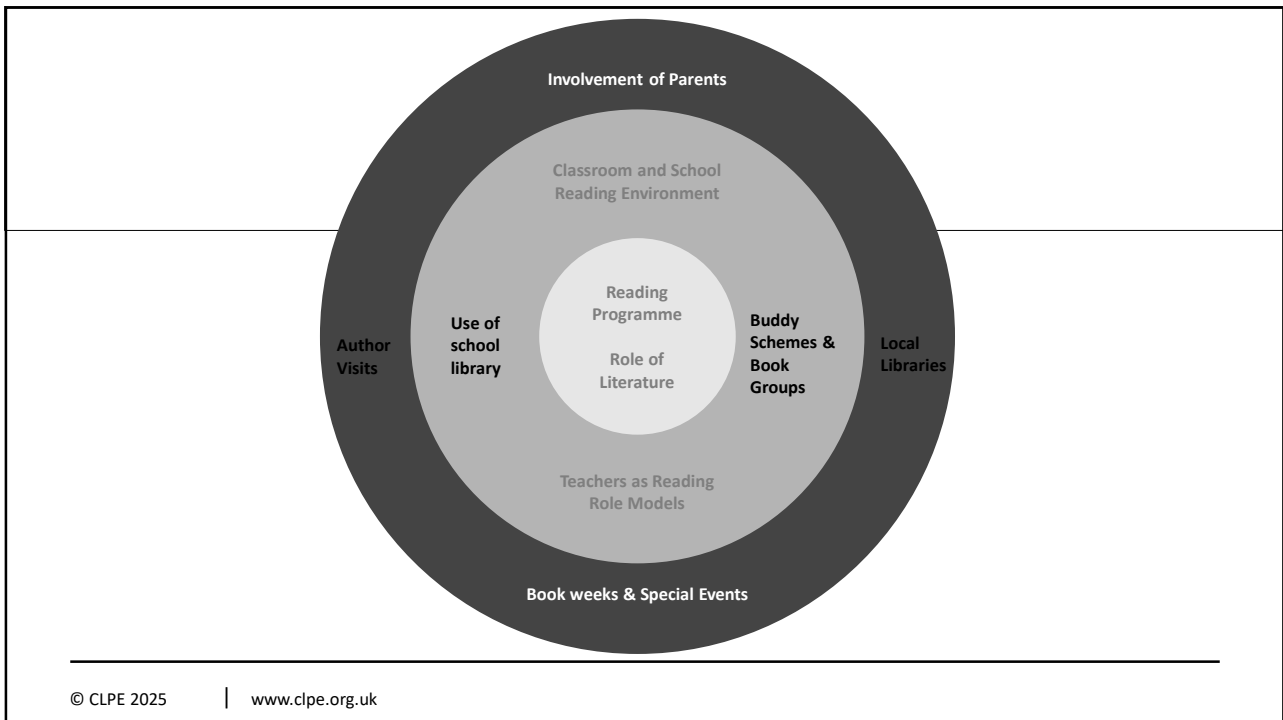 Involvement of Parents
Classroom and School
Reading Environment
Reading
Programme
Role of
Literature
Author
Visits
Use of
school
library
Buddy
Schemes &
Book
Groups
Local
Libraries
Teachers as Reading
Role Models
Book weeks & Special Events
© CLPE 2025 | www.clpe.org.uk